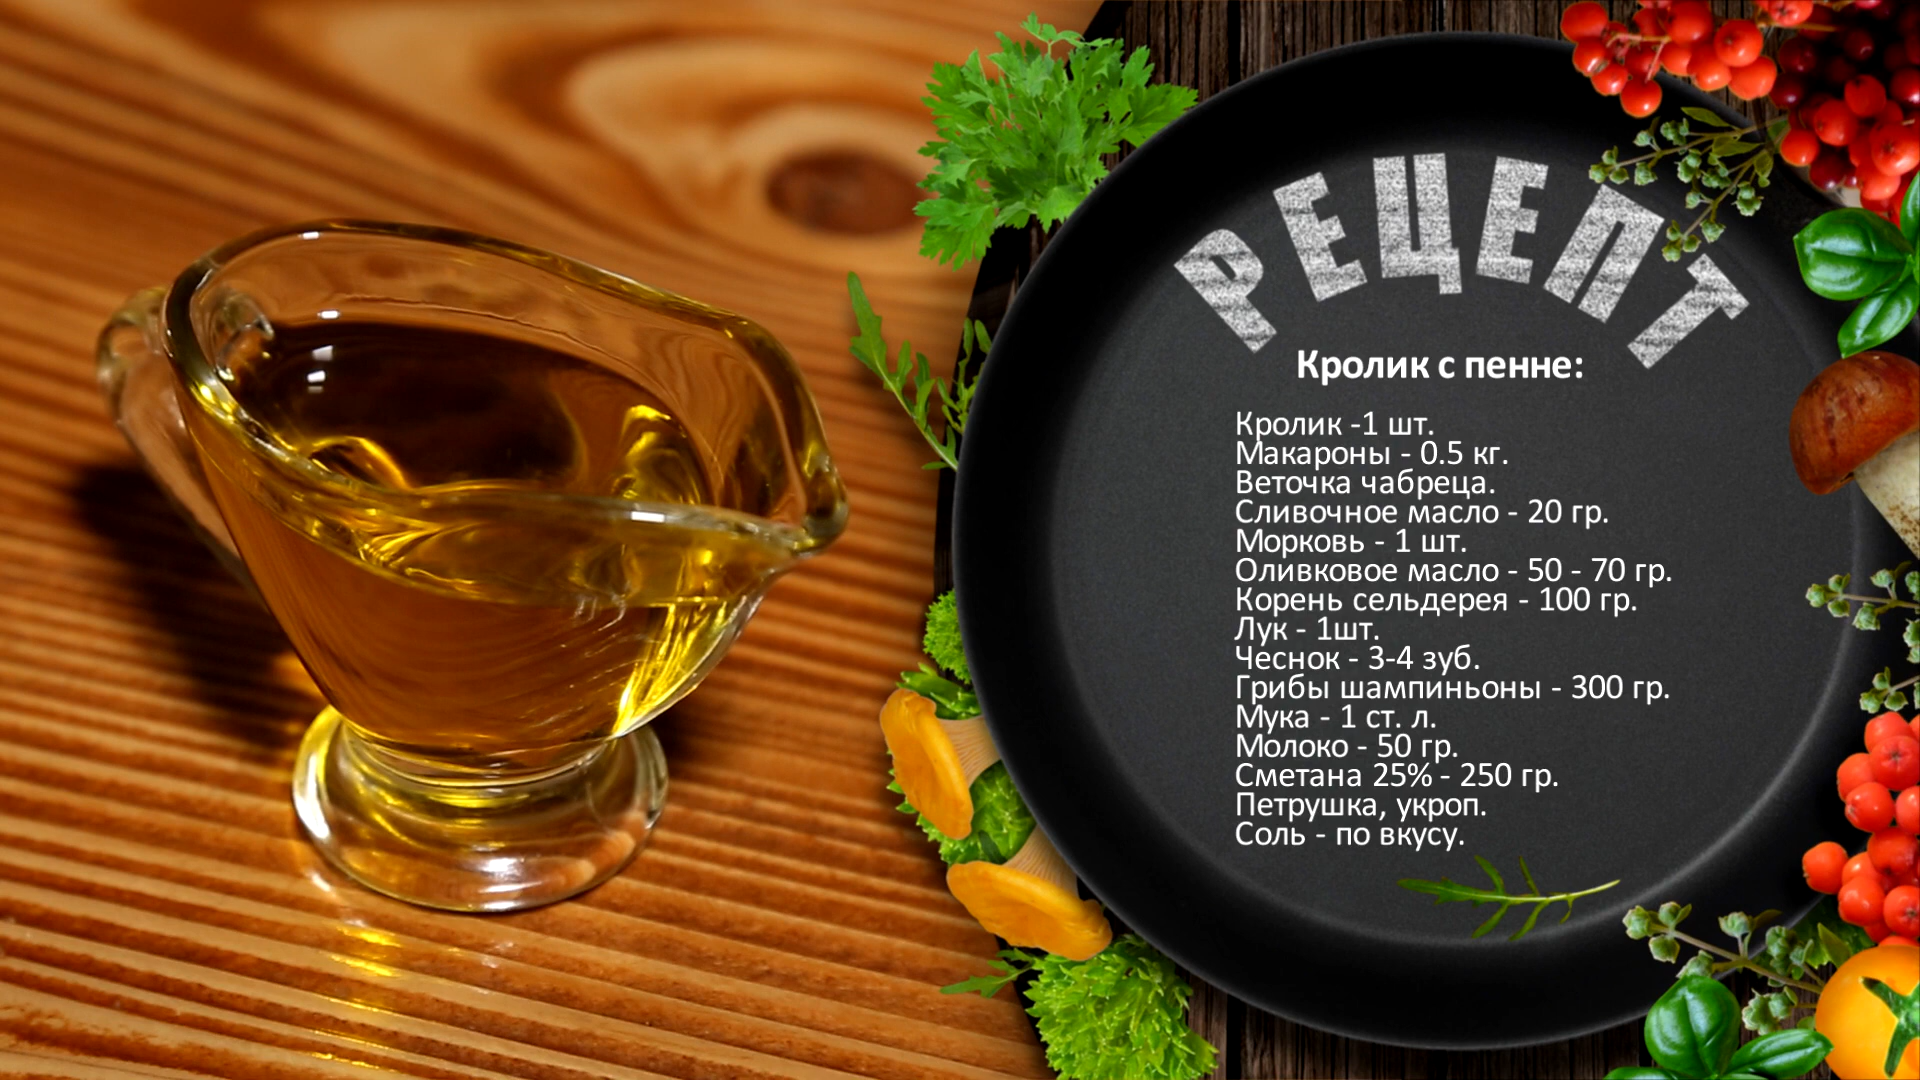 РЕЦЕПТ
Кролик с пенне:
Кролик -1 шт.
Макароны - 0.5 кг.
Веточка чабреца.
Сливочное масло - 20 гр.
Морковь - 1 шт.
Оливковое масло - 50 - 70 гр.
Корень сельдерея - 100 гр.
Лук - 1шт.
Чеснок - 3-4 зуб.
Грибы шампиньоны - 300 гр.
Мука - 1 ст. л.
Молоко - 50 гр.
Сметана 25% - 250 гр.
Петрушка, укроп.
Соль - по вкусу.